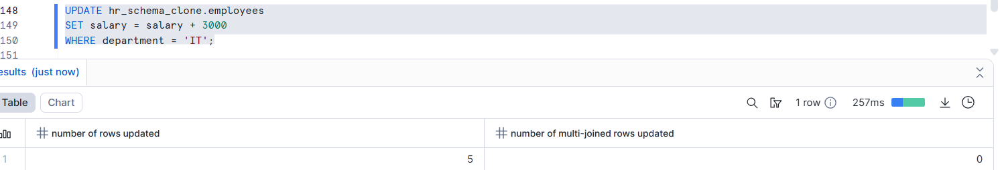 148 UPDATE hr_schema_clone.employees
149 SET salary = salary + 3000
150 WHERE department = 'IT';
151
esults (just now)
Table Chart 1 row 257ms
number of rows updated number of multi-joined rows updated
1 5 0